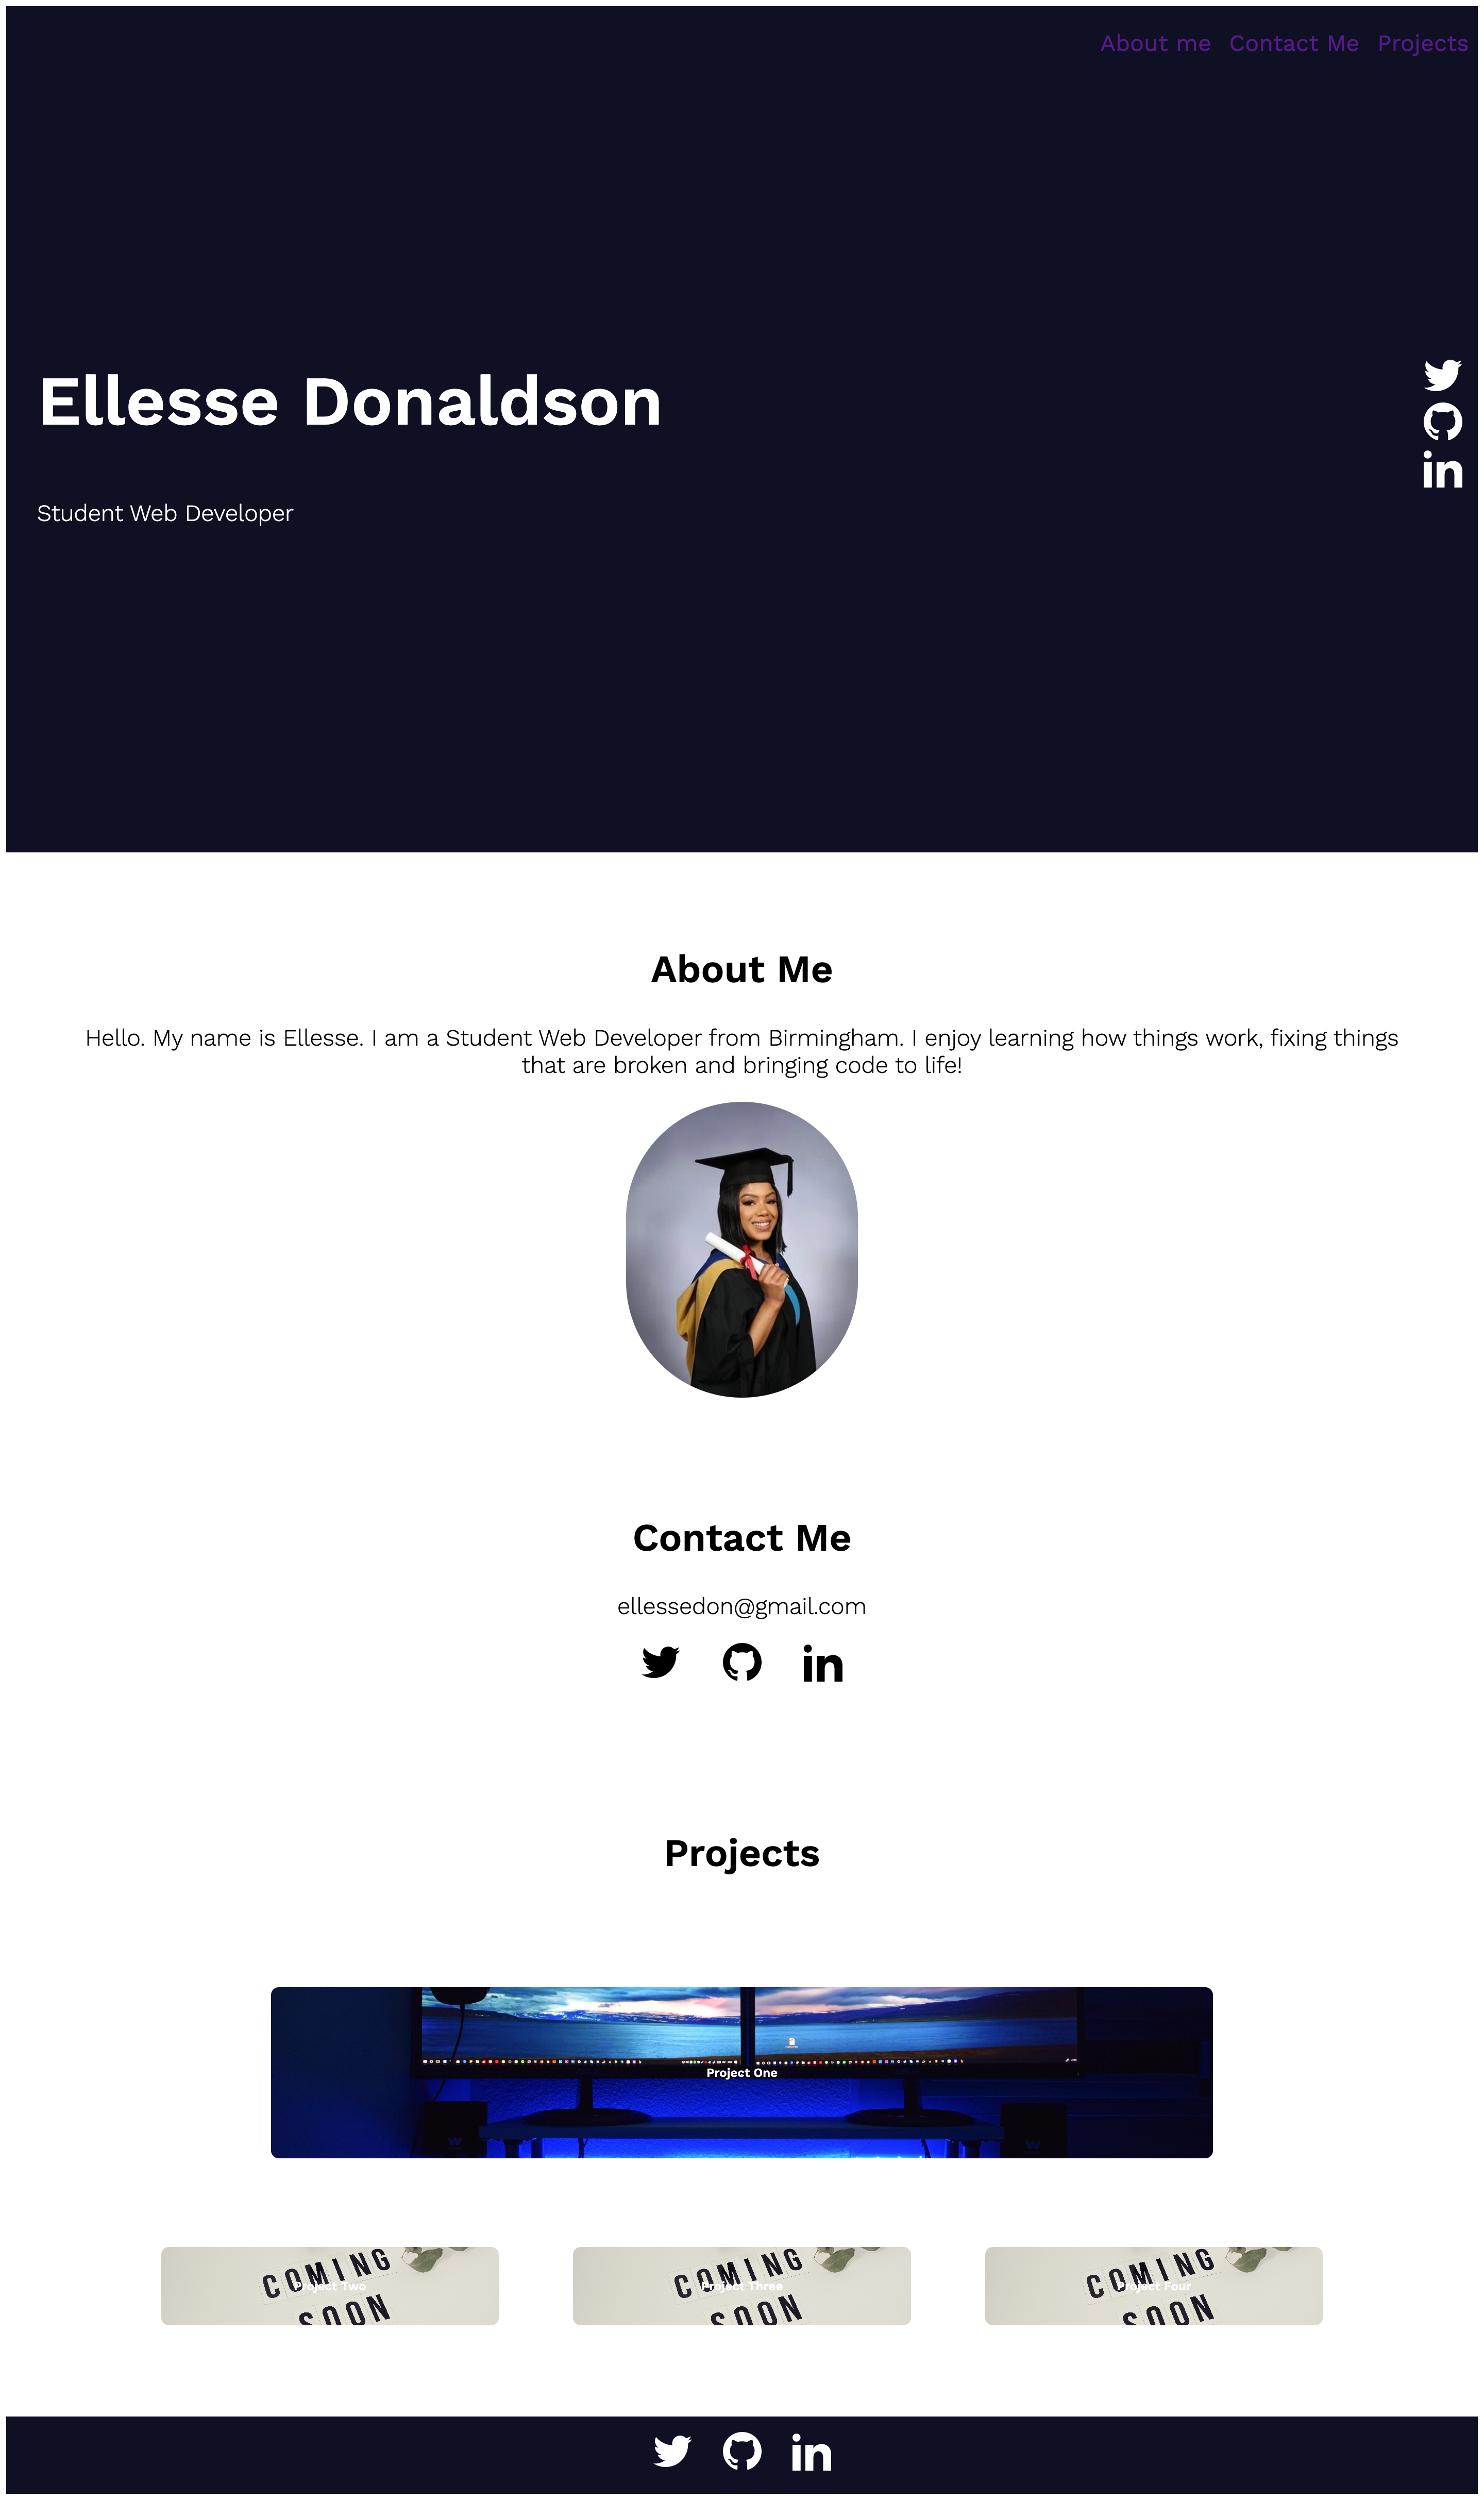 About me Contact Me Projects
Ellesse Donaldson
Student Web Developer
About Me
Hello. My name is Ellesse. I am a Student Web Developer from Birmingham. I enjoy learning how things work, fixing things
that are broken and bringing code to life!
Contact Me
ellessedon@gmail.com
in
Projects
Project One
COMING
Project Two
SOON
COMING
Project Three
SOON
COMING
Project Four
SOON
in